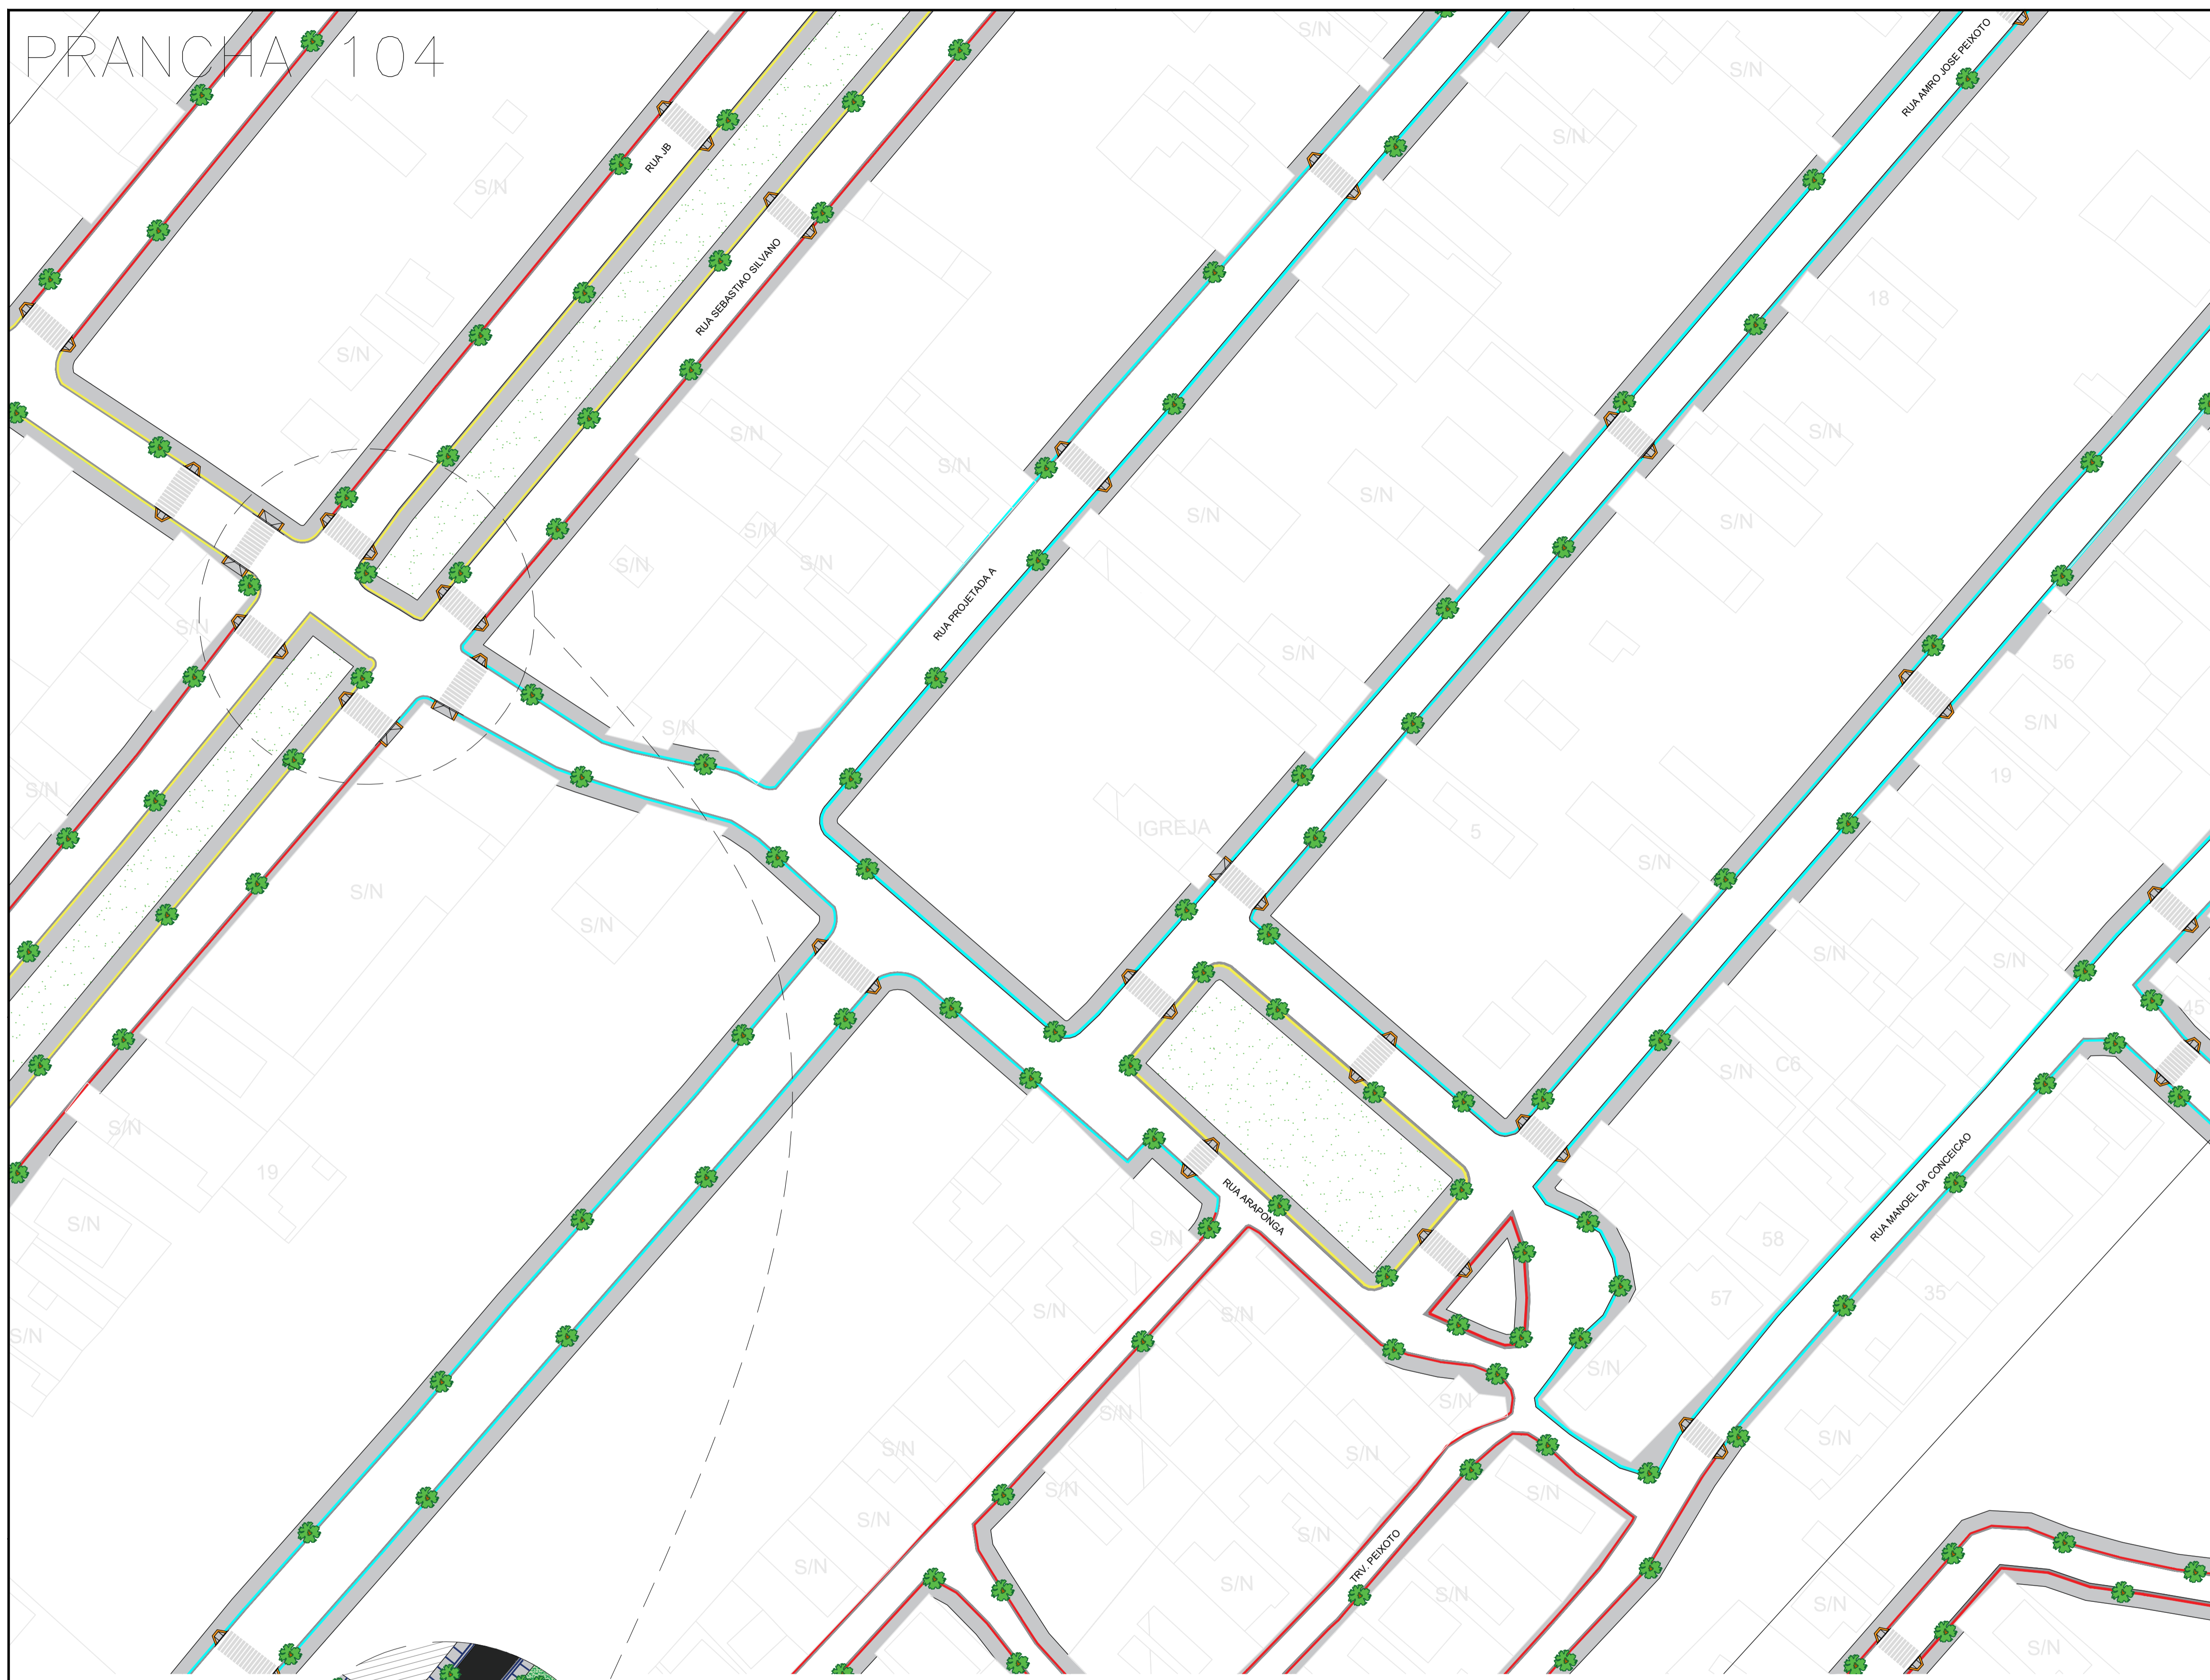 PRANCHA 104
S/N
RUA AMRO JOSE PEIXOTO
S/N
S/N
RUA JB
S/N
RUA SEBASTIAO SILVANO
18
S/N
S/N
S/N
S/N
S/N
S/N
S/N
S/N
S/N
S/N
RUA PROJETADA A
S/N
S/N
56
S/N
S/N
19
S/N
IGREJA
5
S/N
S/N
S/N
S/N
S/N
45
S/N
C6
S/N
19
RUA MANOEL DA CONCEICAO
RUA ARAPONGA
S/N
S/N
58
35
57
S/N
S/N
S/N
S/N
S/N
S/N
S/N
S/N
S/N
S/N
S/N
S/N
S/N
TRV. PEIXOTO
S/N
S/N
S/N
S/N
S/N